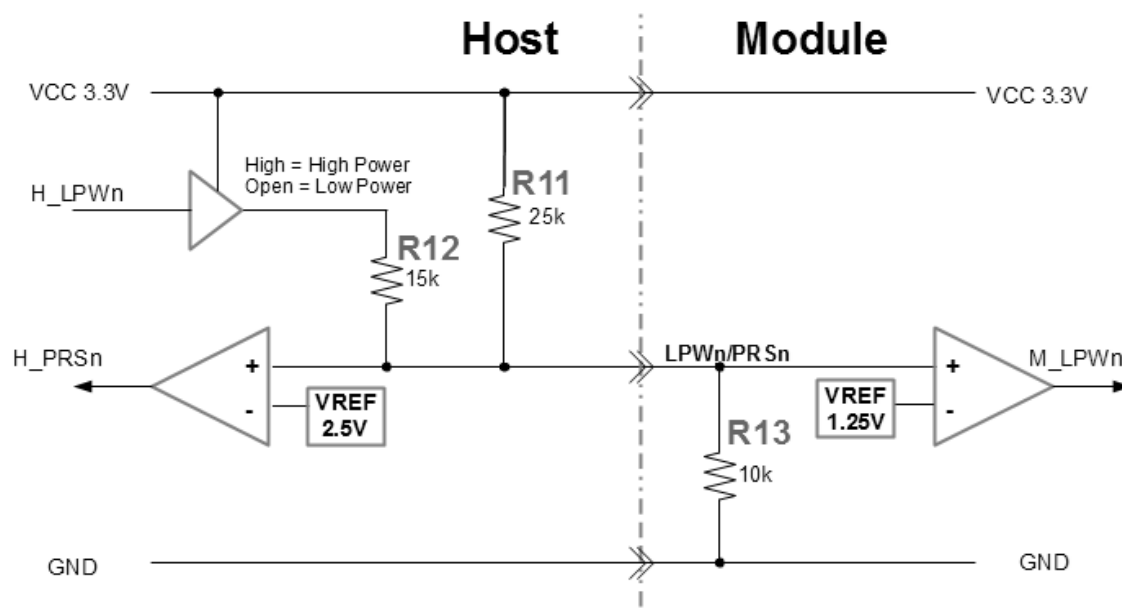 Host
Module
VCC 3.3V
VCC 3.3V
High = High Power
Open = Low Power
H_LPWn
R11
25k
R12
15k
H_PRSn
+
-
VREF
2.5V
LPWn/PRSn
M_LPWn
+
-
VREF
1.25V
R13
10k
GND
GND